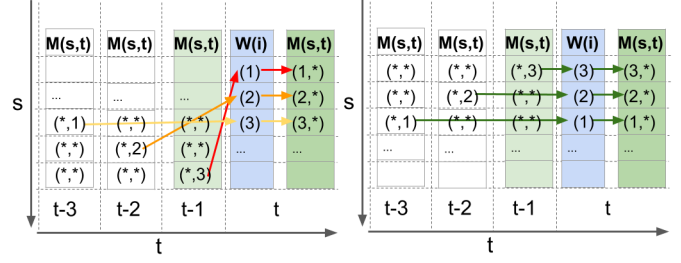 M(s,t) M(s,t) M(s,t) W(i) M(s,t)
(*,*) (*,*) (*,*) (1) (1,*)
... ... ... (2) (2,*)
(*,1) (*,*) (*,*) (3) (3,*)
(*,*) (*,2) (*,*) ... ...
(*,*) (*,*) (*,3)
s
t-3 t-2 t-1 t
t
M(s,t) M(s,t) M(s,t) W(i) M(s,t)
(*,*) (*,*) (*,3) (3) (3,*)
(*,*) (*,2) (*,*) (2) (2,*)
(*,1) (*,*) (*,*) (1) (1,*)
... ... ... ... ...
s
t-3 t-2 t-1 t
t